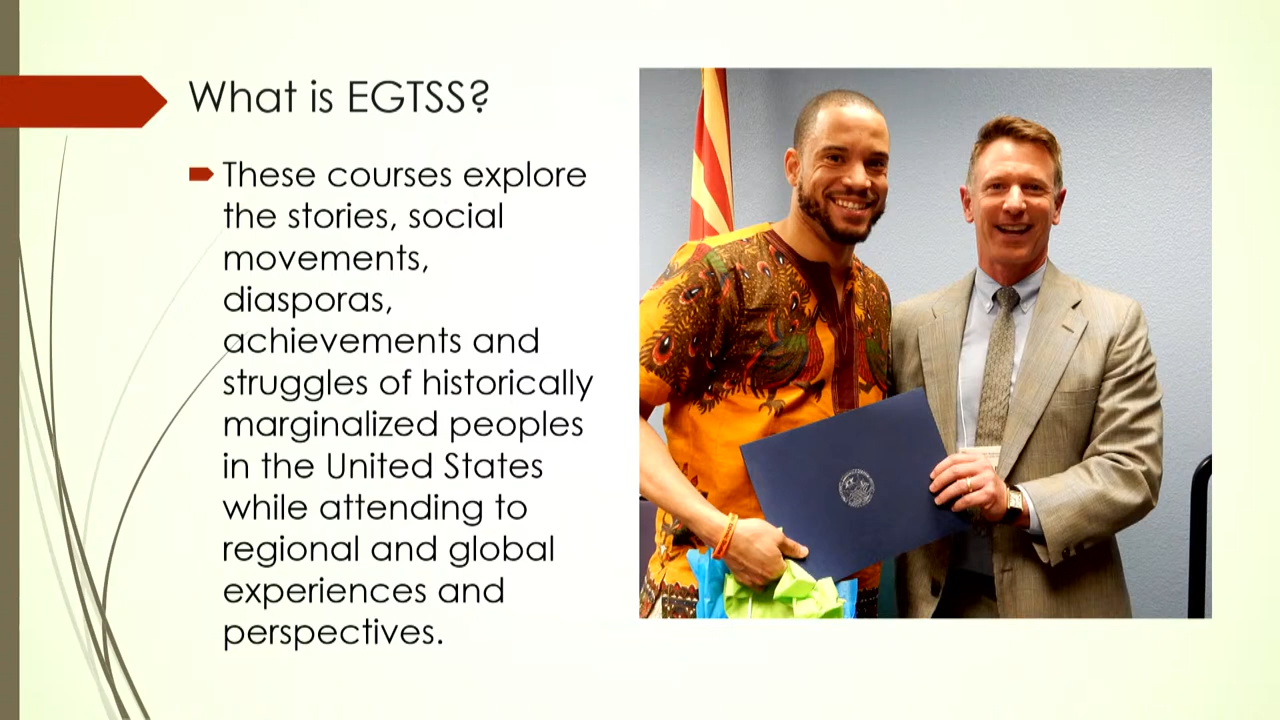 What is EGTSS?
These courses explore
the stories, social
movements,
diasporas,
achievements and
struggles of historically
marginalized peoples
in the United States
while attending to
regional and global
experiences and
perspectives.